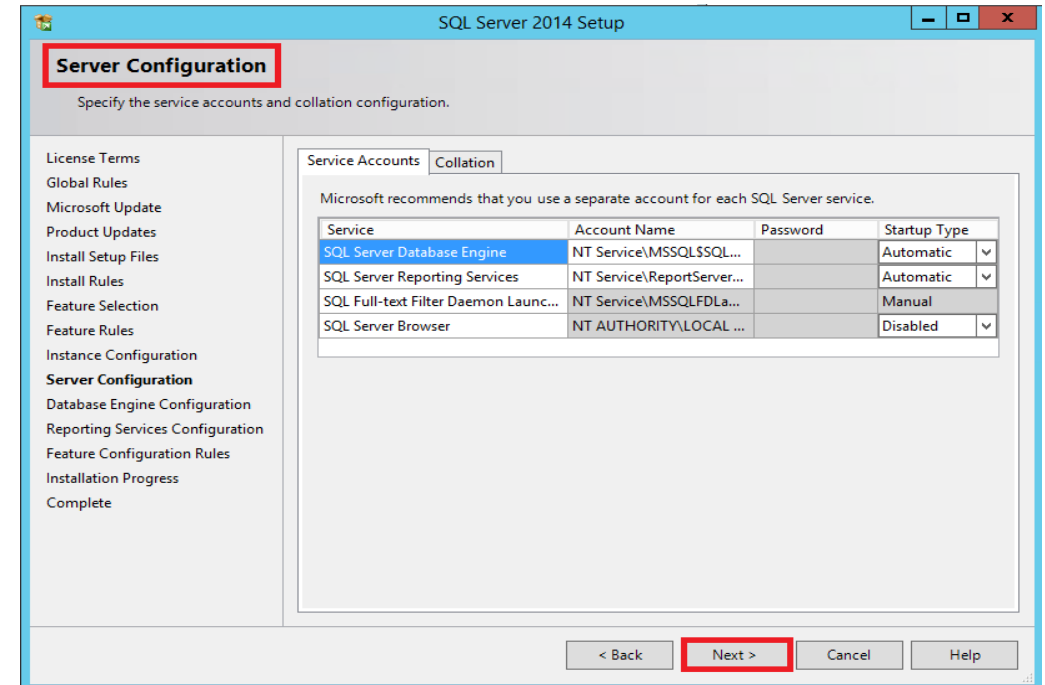 SQL Server 2014 Setup
Server Configuration
Specify the service accounts and collation configuration.
License Terms
Global Rules
Microsoft Update
Product Updates
Install Setup Files
Install Rules
Feature Selection
Feature Rules
Instance Configuration
Server Configuration
Database Engine Configuration
Reporting Services Configuration
Feature Configuration Rules
Installation Progress
Complete
Service Accounts Collation
Microsoft recommends that you use a separate account for each SQL Server service.
Service Account Name Password Startup Type
SQL Server Database Engine NT Service\MSSQL$SQL... Automatic
SQL Server Reporting Services NT Service\ReportServer... Automatic
SQL Full-text Filter Daemon Launc... NT Service\MSSQLFDLa... Manual
SQL Server Browser NT AUTHORITY\LOCAL ... Disabled
< Back Next > Cancel Help